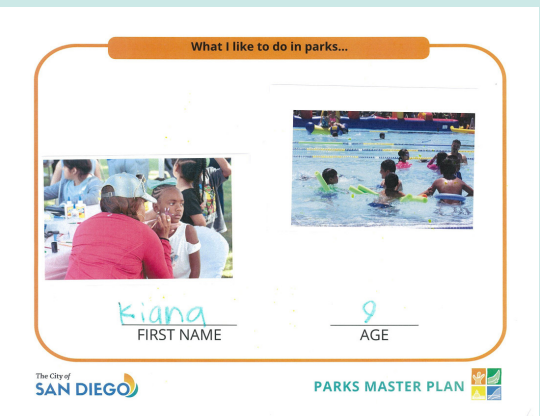 What I like to do in parks...
Kiana
FIRST NAME
9
AGE
The City of
SAN DIEGO
PARKS MASTER PLAN